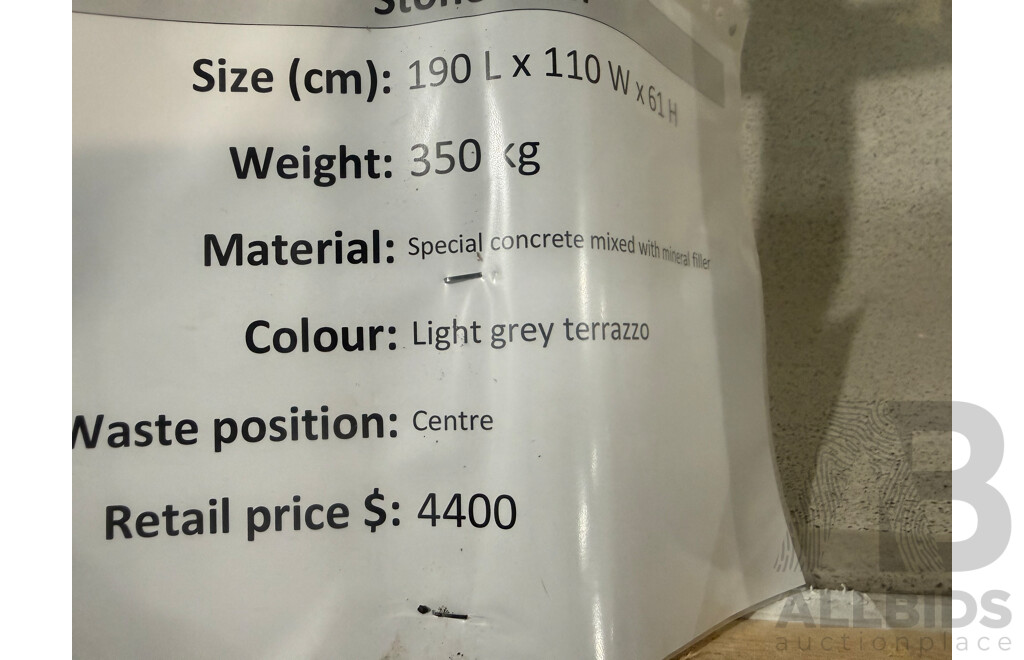 Size (cm): 190 L x 110 W x 61 H
Weight: 350 kg
Material: Special concrete mixed with mineral filler
Colour: Light grey terrazzo
Waste position: Centre
Retail price $: 4400
B
ALLBIDS
auctionplace